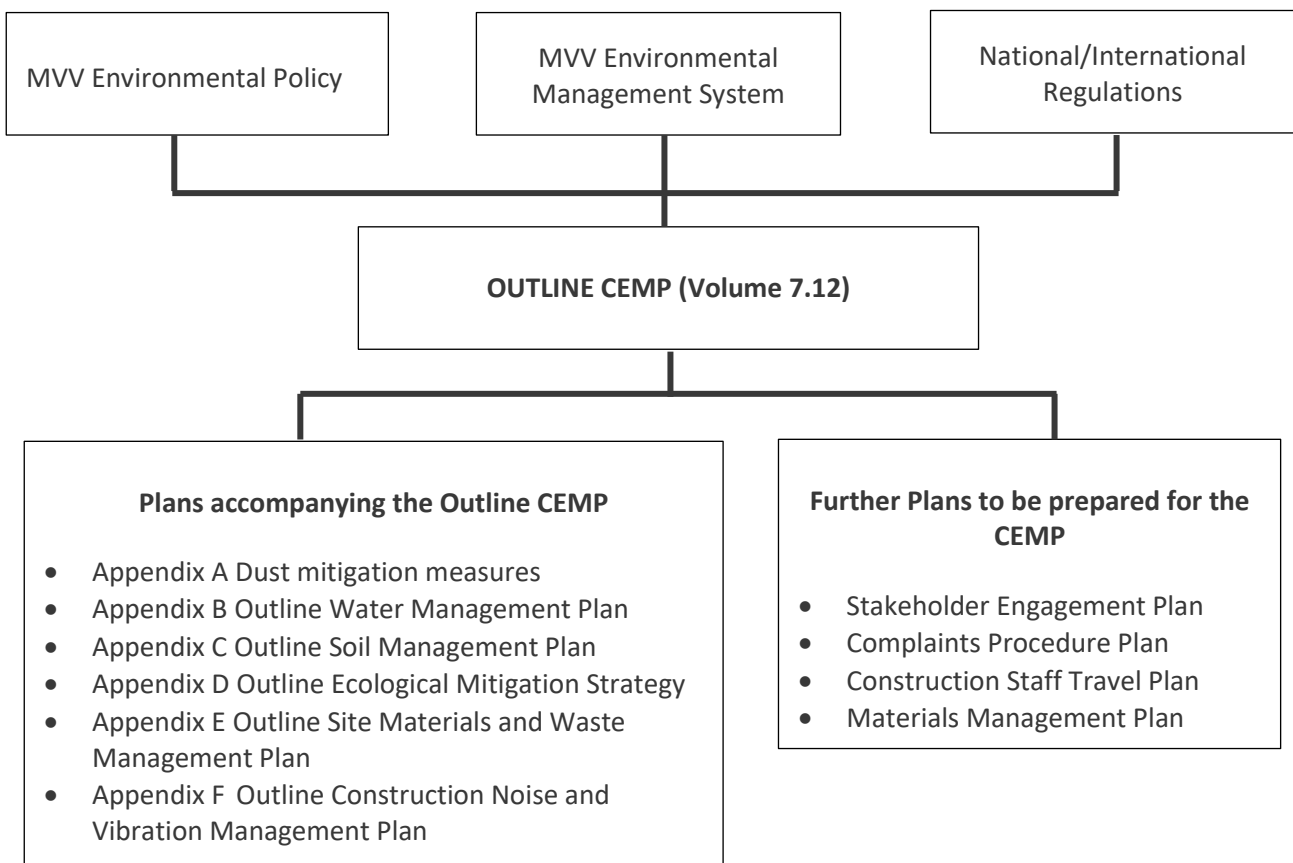 MVV Environmental Policy
MVV Environmental
Management System
National/International
Regulations
OUTLINE CEMP (Volume 7.12)
Plans accompanying the Outline CEMP
• Appendix A Dust mitigation measures
• Appendix B Outline Water Management Plan
• Appendix C Outline Soil Management Plan
• Appendix D Outline Ecological Mitigation Strategy
• Appendix E Outline Site Materials and Waste
Management Plan
• Appendix F Outline Construction Noise and
Vibration Management Plan
Further Plans to be prepared for the
CEMP
• Stakeholder Engagement Plan
• Complaints Procedure Plan
• Construction Staff Travel Plan
• Materials Management Plan